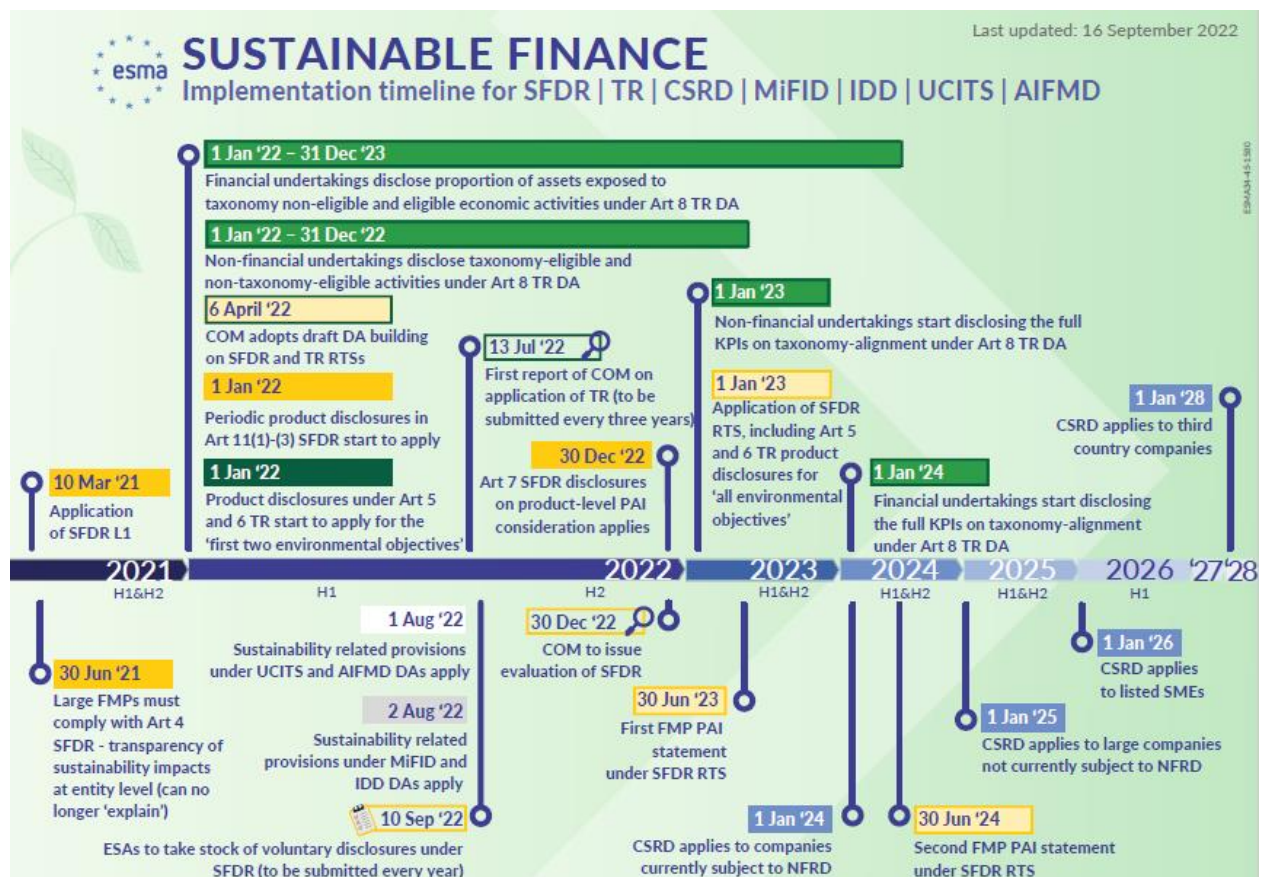 Last updated: 16 September 2022
esma
SUSTAINABLE FINANCE
Implementation timeline for SFDR | TR | CSRD | MiFID | IDD | UCITS | AIFMD
ESMA34-45-1580
1 Jan ‘22 – 31 Dec ‘23
Financial undertakings disclose proportion of assets exposed to
taxonomy non-eligible and eligible economic activities under Art 8 TR DA
1 Jan ‘22 – 31 Dec ‘22
Non-financial undertakings disclose taxonomy-eligible and
non-taxonomy-eligible activities under Art 8 TR DA
6 April ‘22
COM adopts draft DA building
on SFDR and TR RTSs
1 Jan ‘22
Periodic product disclosures in
Art 11(1)-(3) SFDR start to apply
1 Jan ‘22
Product disclosures under Art 5
and 6 TR start to apply for the
‘first two environmental objectives’
10 Mar ‘21
Application
of SFDR L1
13 Jul ‘22
First report of COM on
application of TR (to be
submitted every three years)
30 Dec ‘22
Art 7 SFDR disclosures
on product-level PAI
consideration applies
1 Jan ‘23
Non-financial undertakings start disclosing the full
KPIs on taxonomy-alignment under Art 8 TR DA
1 Jan ‘23
Application of SFDR
RTS, including Art 5
and 6 TR product
disclosures for
‘all environmental
objectives’
1 Jan ‘24
Financial undertakings start disclosing
the full KPIs on taxonomy-alignment
under Art 8 TR DA
1 Jan ‘28
CSRD applies to third
country companies
2021 2022 2023 2024 2025 2026 ‘27 ‘28
H1&H2 H1 H2 H1&H2 H1&H2 H1&H2 H1
30 Jun ‘21
Large FMPs must
comply with Art 4
SFDR - transparency of
sustainability impacts
at entity level (can no
longer ‘explain’)
1 Aug ‘22
Sustainability related provisions
under UCITS and AIFMD DAs apply
2 Aug ‘22
Sustainability related
provisions under MiFID and
IDD DAs apply
10 Sep ‘22
ESAs to take stock of voluntary disclosures under
SFDR (to be submitted every year)
30 Dec ‘22
COM to issue
evaluation of SFDR
30 Jun ‘23
First FMP PAI
statement
under SFDR RTS
1 Jan ‘24
CSRD applies to companies
currently subject to NFRD
30 Jun ‘24
Second FMP PAI statement
under SFDR RTS
1 Jan ‘25
CSRD applies to large companies
not currently subject to NFRD
1 Jan ‘26
CSRD applies
to listed SMEs